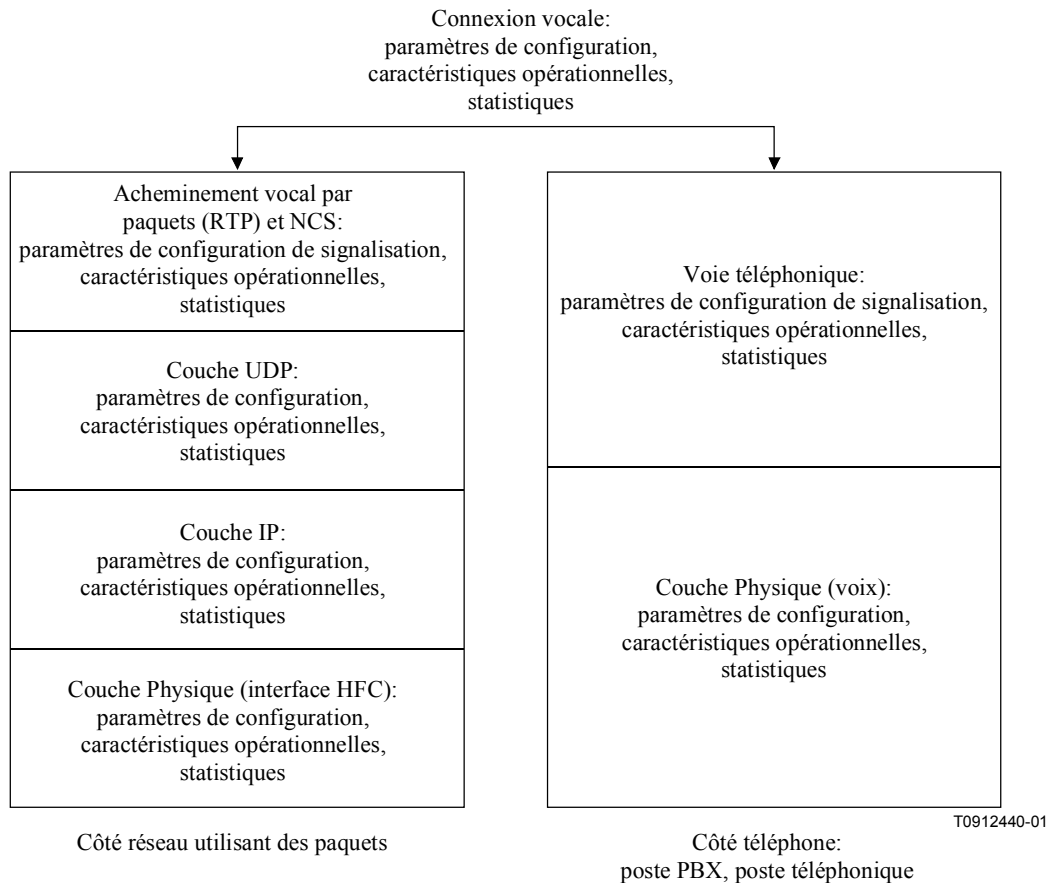 Connexion vocale:
paramètres de configuration,
caractéristiques opérationnelles,
statistiques
Acheminement vocal par
paquets (RTP) et NCS:
paramètres de configuration de signalisation,
caractéristiques opérationnelles,
statistiques
Couche UDP:
paramètres de configuration,
caractéristiques opérationnelles,
statistiques
Couche IP:
paramètres de configuration,
caractéristiques opérationnelles,
statistiques
Couche Physique (interface HFC):
paramètres de configuration,
caractéristiques opérationnelles,
statistiques
Côté réseau utilisant des paquets
Voie téléphonique:
paramètres de configuration de signalisation,
caractéristiques opérationnelles,
statistiques
Couche Physique (voix):
paramètres de configuration,
caractéristiques opérationnelles,
statistiques
T0912440-01
Côté téléphone:
poste PBX, poste téléphonique